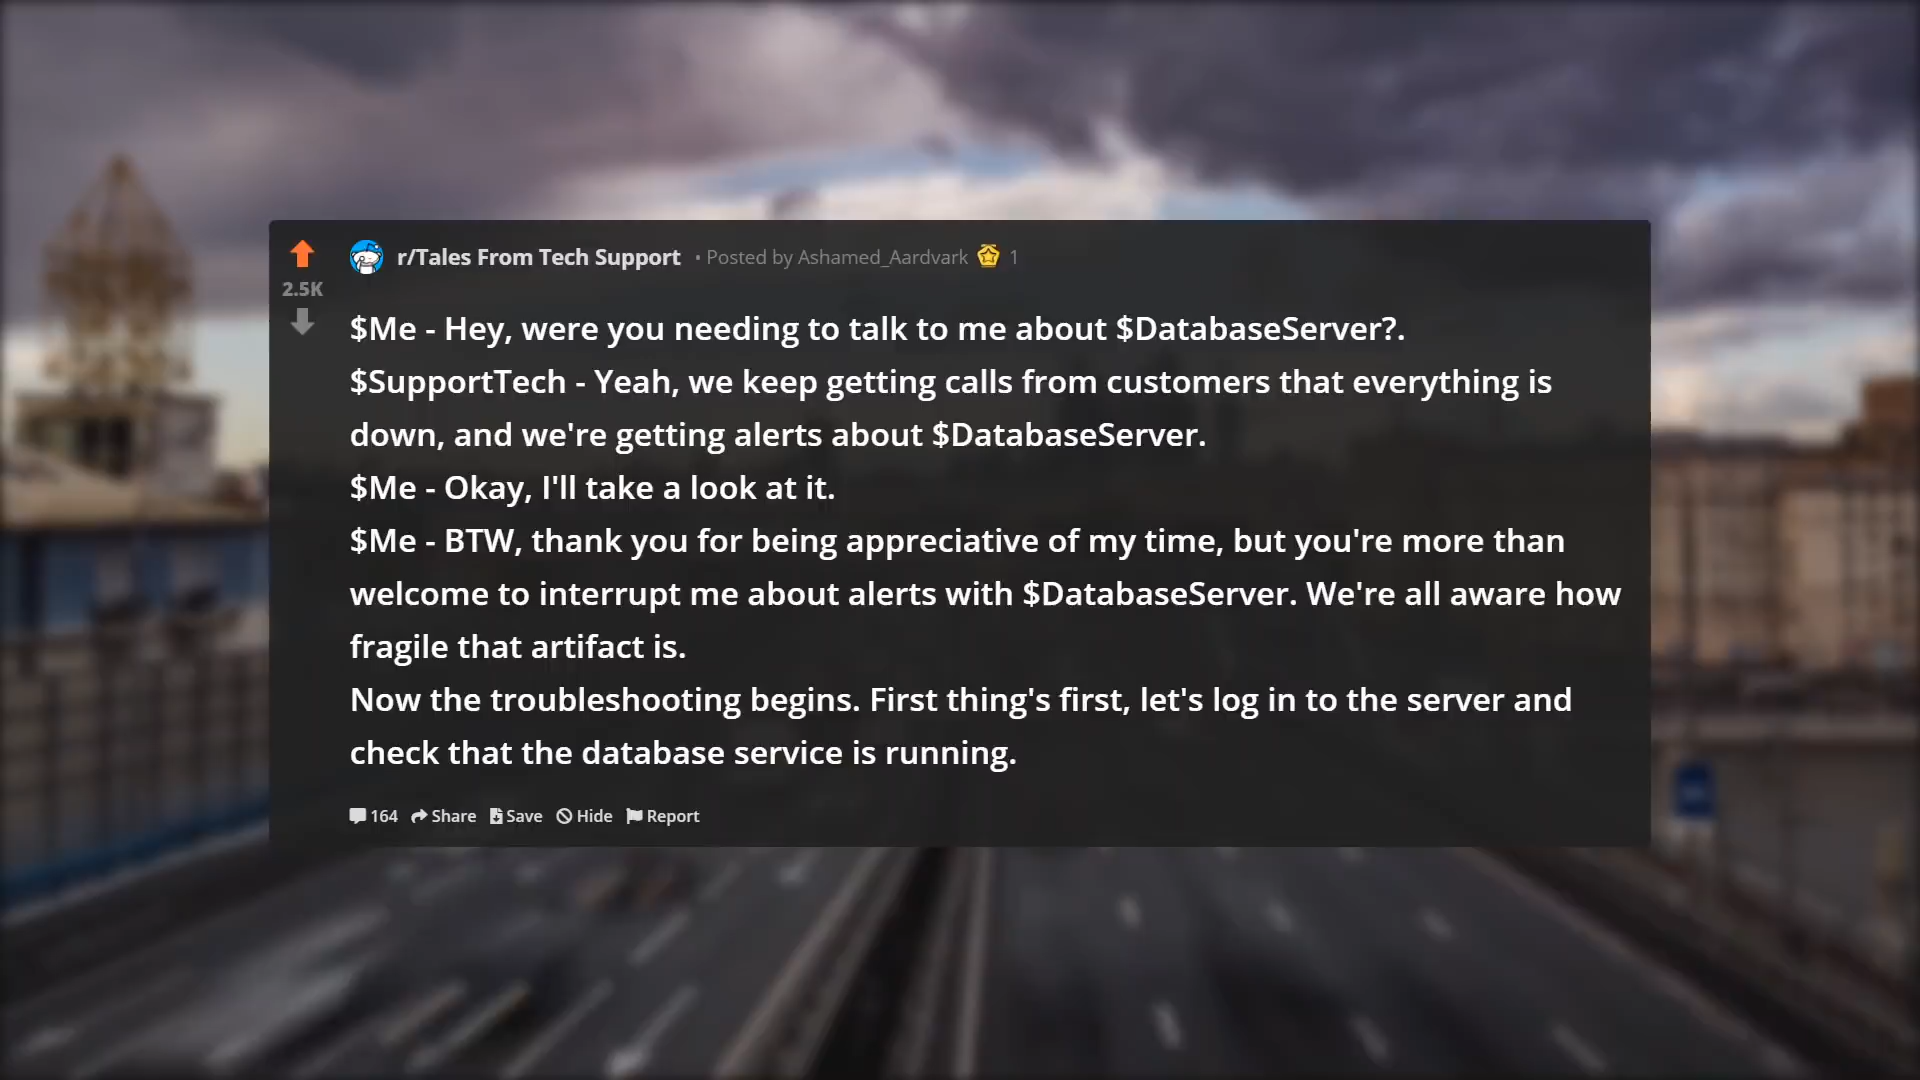 r/Tales From Tech Support • Posted by Ashamed_Aardvark 1
2.5K
$Me - Hey, were you needing to talk to me about $DatabaseServer?.
$SupportTech - Yeah, we keep getting calls from customers that everything is
down, and we're getting alerts about $DatabaseServer.
$Me - Okay, I'll take a look at it.
$Me - BTW, thank you for being appreciative of my time, but you're more than
welcome to interrupt me about alerts with $DatabaseServer. We're all aware how
fragile that artifact is.
Now the troubleshooting begins. First thing's first, let's log in to the server and
check that the database service is running.
164 Share Save Hide Report